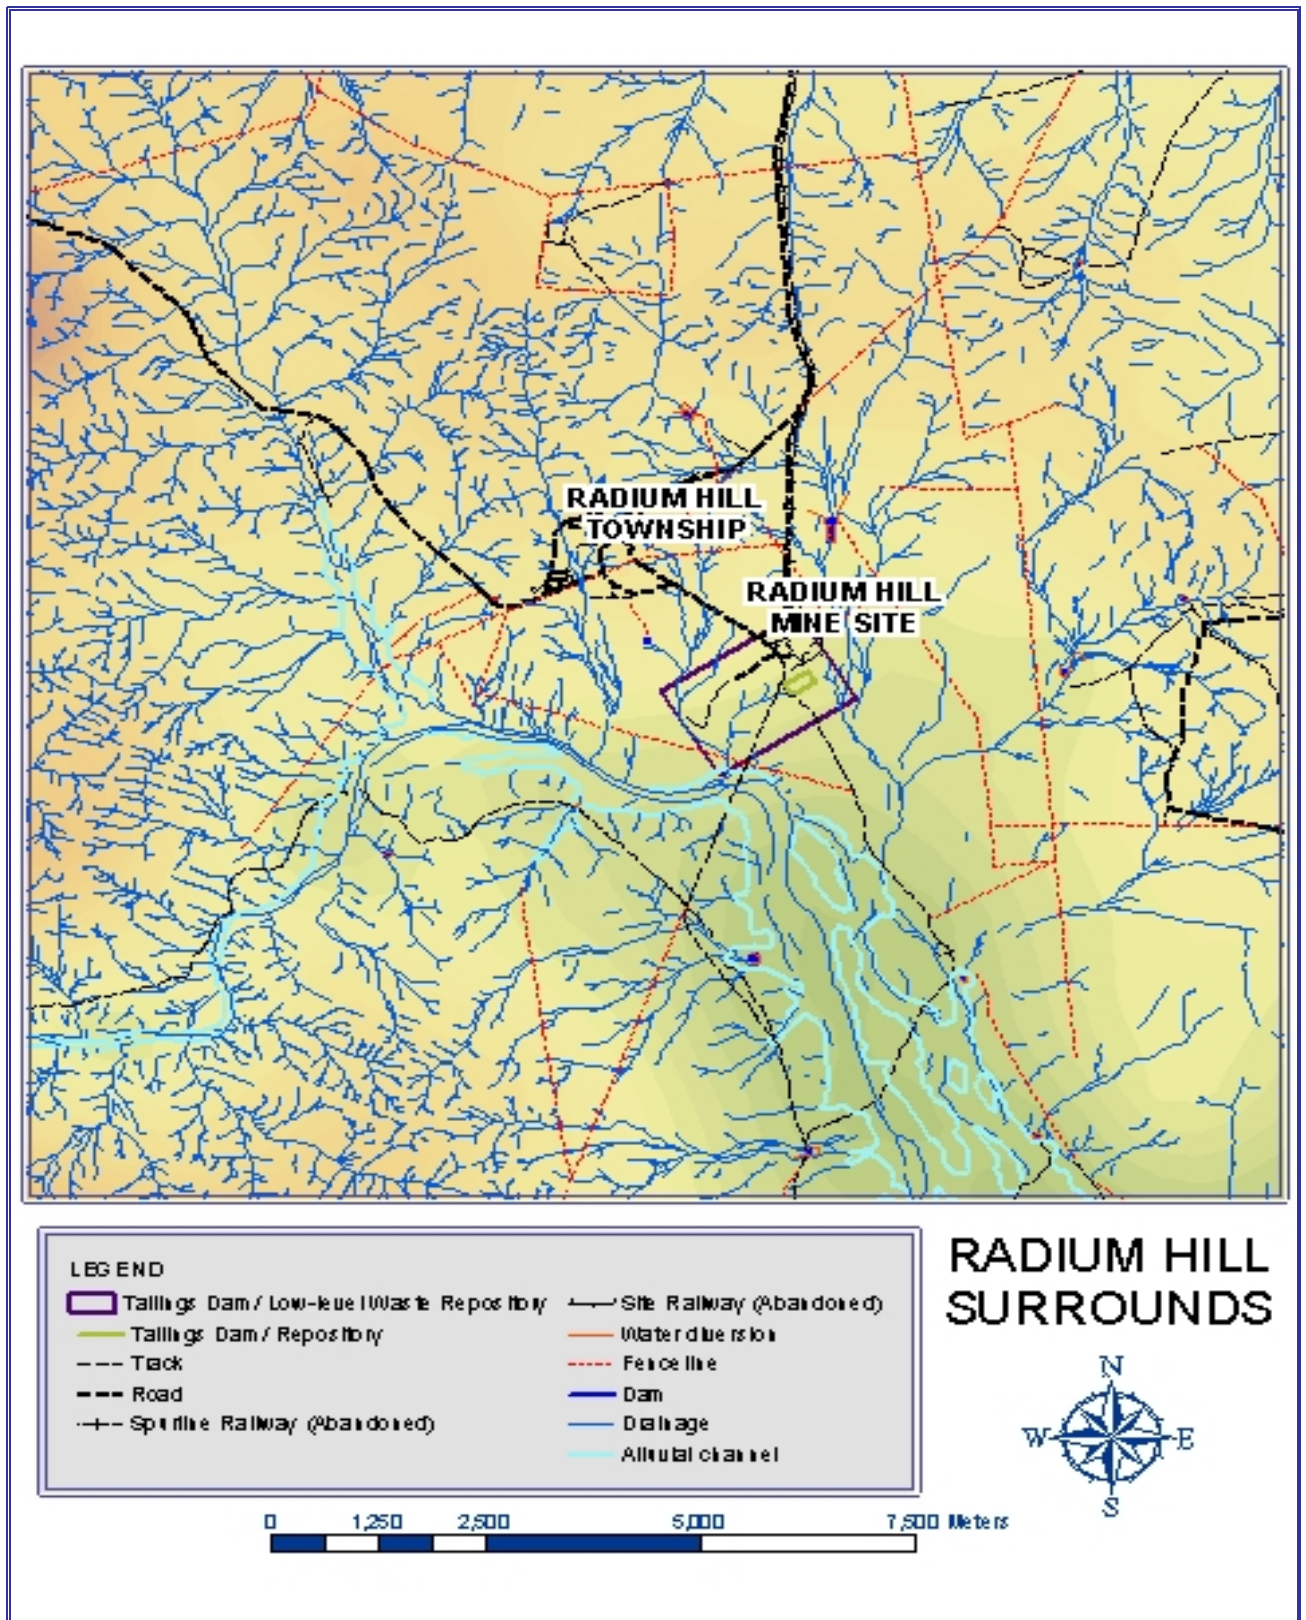 RADIUM HILL
TOWNSHIP
RADIUM HILL
MINE SITE
LEGEND
Tailings Dam / Low-level Waste Repository
Tailings Dam / Repository
Track
Road
Spurline Railway (Abandoned)
Site Railway (Abandoned)
Water diversion
Fence line
Dam
Drainage
Alluvial channel
RADIUM HILL
SURROUNDS
N
W E
S
0 1,250 2,500 5,000 7,500 Meters